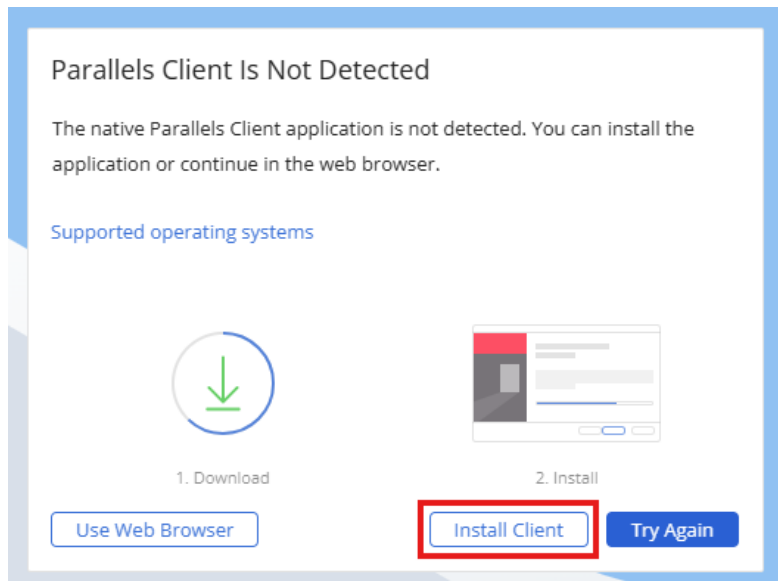 Parallels Client Is Not Detected
The native Parallels Client application is not detected. You can install the
application or continue in the web browser.
Supported operating systems
1. Download
2. Install
Use Web Browser
Install Client
Try Again